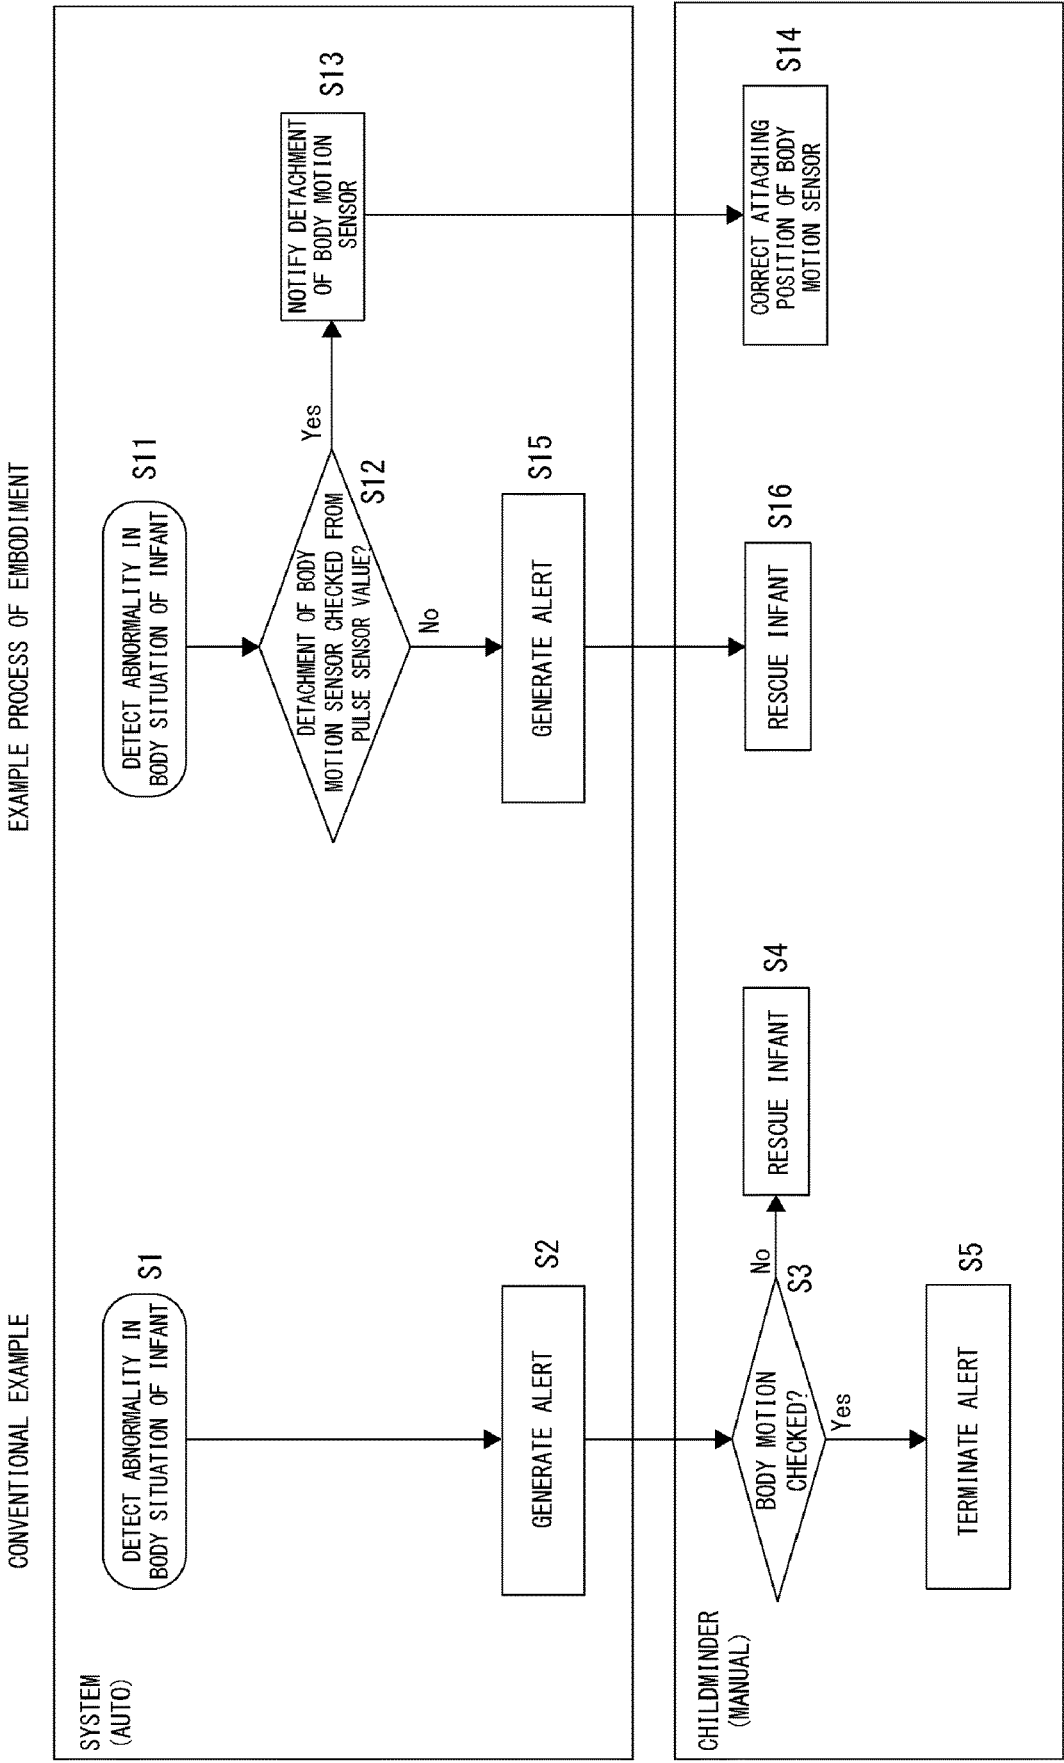 CONVENTIONAL EXAMPLE
EXAMPLE PROCESS OF EMBODIMENT
SYSTEM
(AUTO)
DETECT ABNORMALITY IN
BODY SITUATION OF INFANT
S1
GENERATE ALERT
S2
DETECT ABNORMALITY IN
BODY SITUATION OF INFANT
S11
DETACHMENT OF BODY
MOTION SENSOR CHECKED FROM
PULSE SENSOR VALUE?
S12
Yes
No
NOTIFY DETACHMENT
OF BODY MOTION
SENSOR
S13
GENERATE ALERT
S15
CHILDMINDER
(MANUAL)
BODY MOTION
CHECKED?
S3
No
Yes
RESCUE INFANT
S4
TERMINATE ALERT
S5
RESCUE INFANT
S16
CORRECT ATTACHING
POSITION OF BODY
MOTION SENSOR
S14